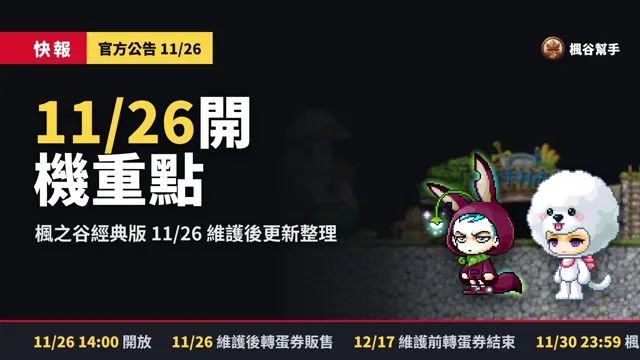 快報
官方公告 11/26
楓谷幫手
11/26開
機重點
楓之谷經典版 11/26 維護後更新整理
11/26 14:00 開放 11/26 維護後轉蛋券販售 12/17 維護前轉蛋券結束 11/30 23:59 楓